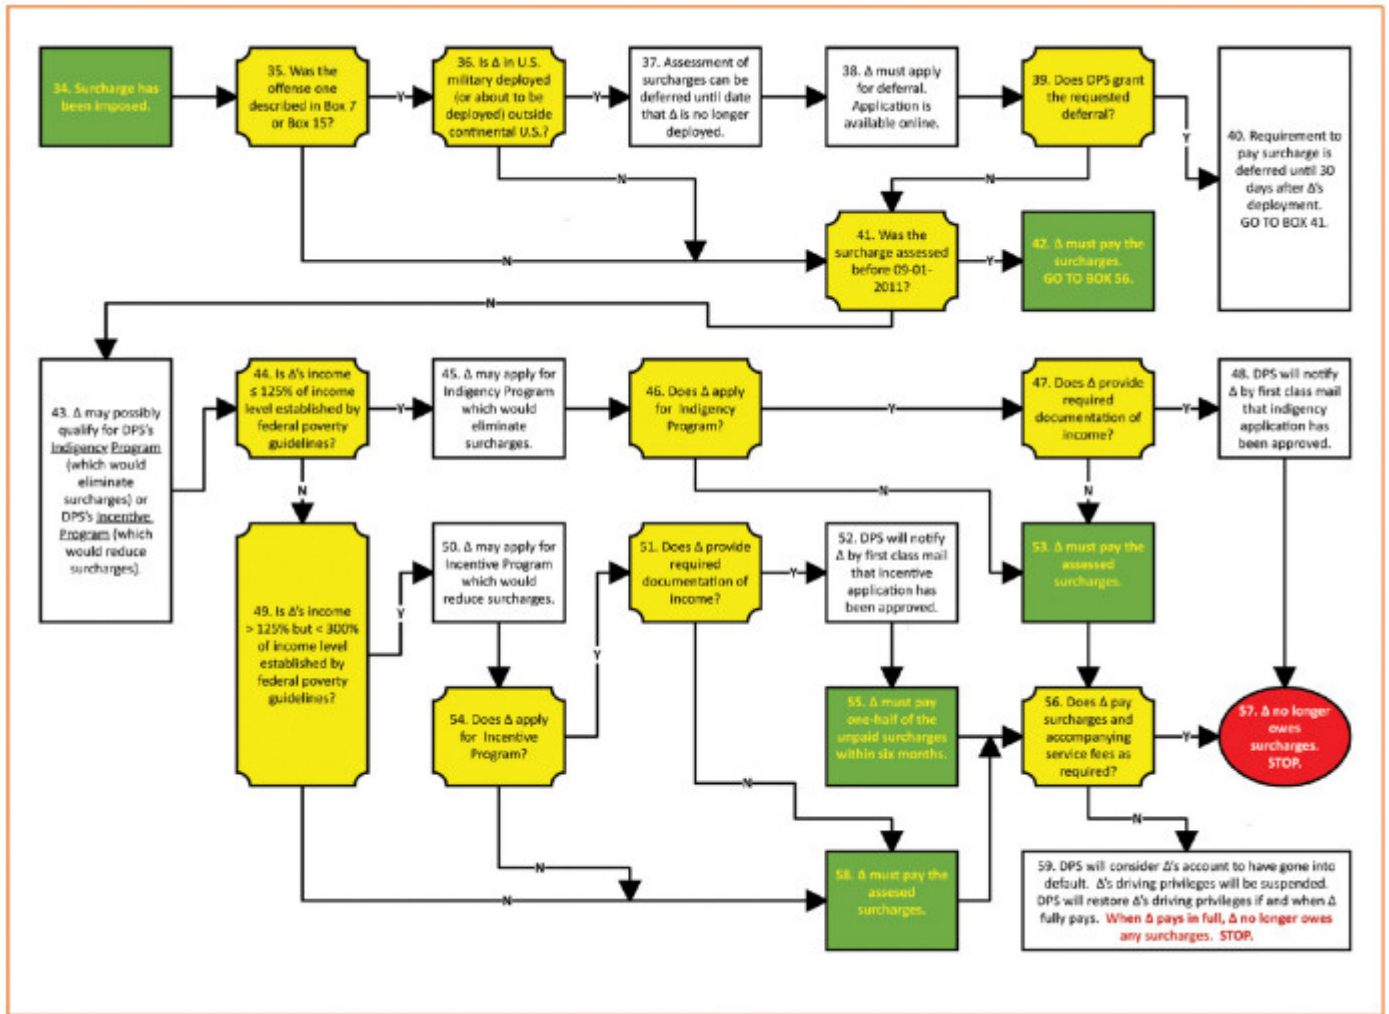 34. Surcharge has
been imposed.
35. Was the
offense one
described in Box 7
or Box 15?
Y
36. Is Δ in U.S.
military deployed
(or about to be
deployed) outside
continental U.S.?
Y
37. Assessment of
surcharges can be
deferred until date
that Δ is no longer
deployed.
38. Δ must apply
for deferral.
Application is
available online.
39. Does DPS grant
the requested
deferral?
Y
40. Requirement to
pay surcharge is
deferred until 30
days after Δ's
deployment.
GO TO BOX 41.
N
N
N
41. Was the
surcharge assessed
before 09-01-
2011?
Y
42. Δ must pay the
surcharges.
GO TO BOX 56.
N
43. Δ may possibly
qualify for DPS's
Indigency Program
(which would
eliminate
surcharges) or
DPS's Incentive
Program (which
would reduce
surcharges).
44. Is Δ's income
≤ 125% of income
level established by
federal poverty
guidelines?
Y
45. Δ may apply for
Indigency Program
which would
eliminate
surcharges.
46. Does Δ apply
for Indigency
Program?
Y
47. Does Δ provide
required
documentation of
income?
Y
48. DPS will notify
Δ by first class mail
that indigency
application has
been approved.
N
N
N
49. Is Δ's income
> 125% but < 300%
of income level
established by
federal poverty
guidelines?
Y
50. Δ may apply for
Incentive Program
which would
reduce surcharges.
51. Does Δ provide
required
documentation of
income?
Y
52. DPS will notify
Δ by first class mail
that Incentive
application has
been approved.
53. Δ must pay the
assessed
surcharges.
54. Does Δ apply
for Incentive
Program?
Y
55. Δ must pay
one-half of the
unpaid surcharges
within six months.
56. Does Δ pay
surcharges and
accompanying
service fees as
required?
Y
57. Δ no longer
owes
surcharges.
STOP.
N
N
N
N
58. Δ must pay the
assesed
surcharges.
59. DPS will consider Δ's account to have gone into
default. Δ's driving privileges will be suspended.
DPS will restore Δ's driving privileges if and when Δ
fully pays. When Δ pays in full, Δ no longer owes
any surcharges. STOP.